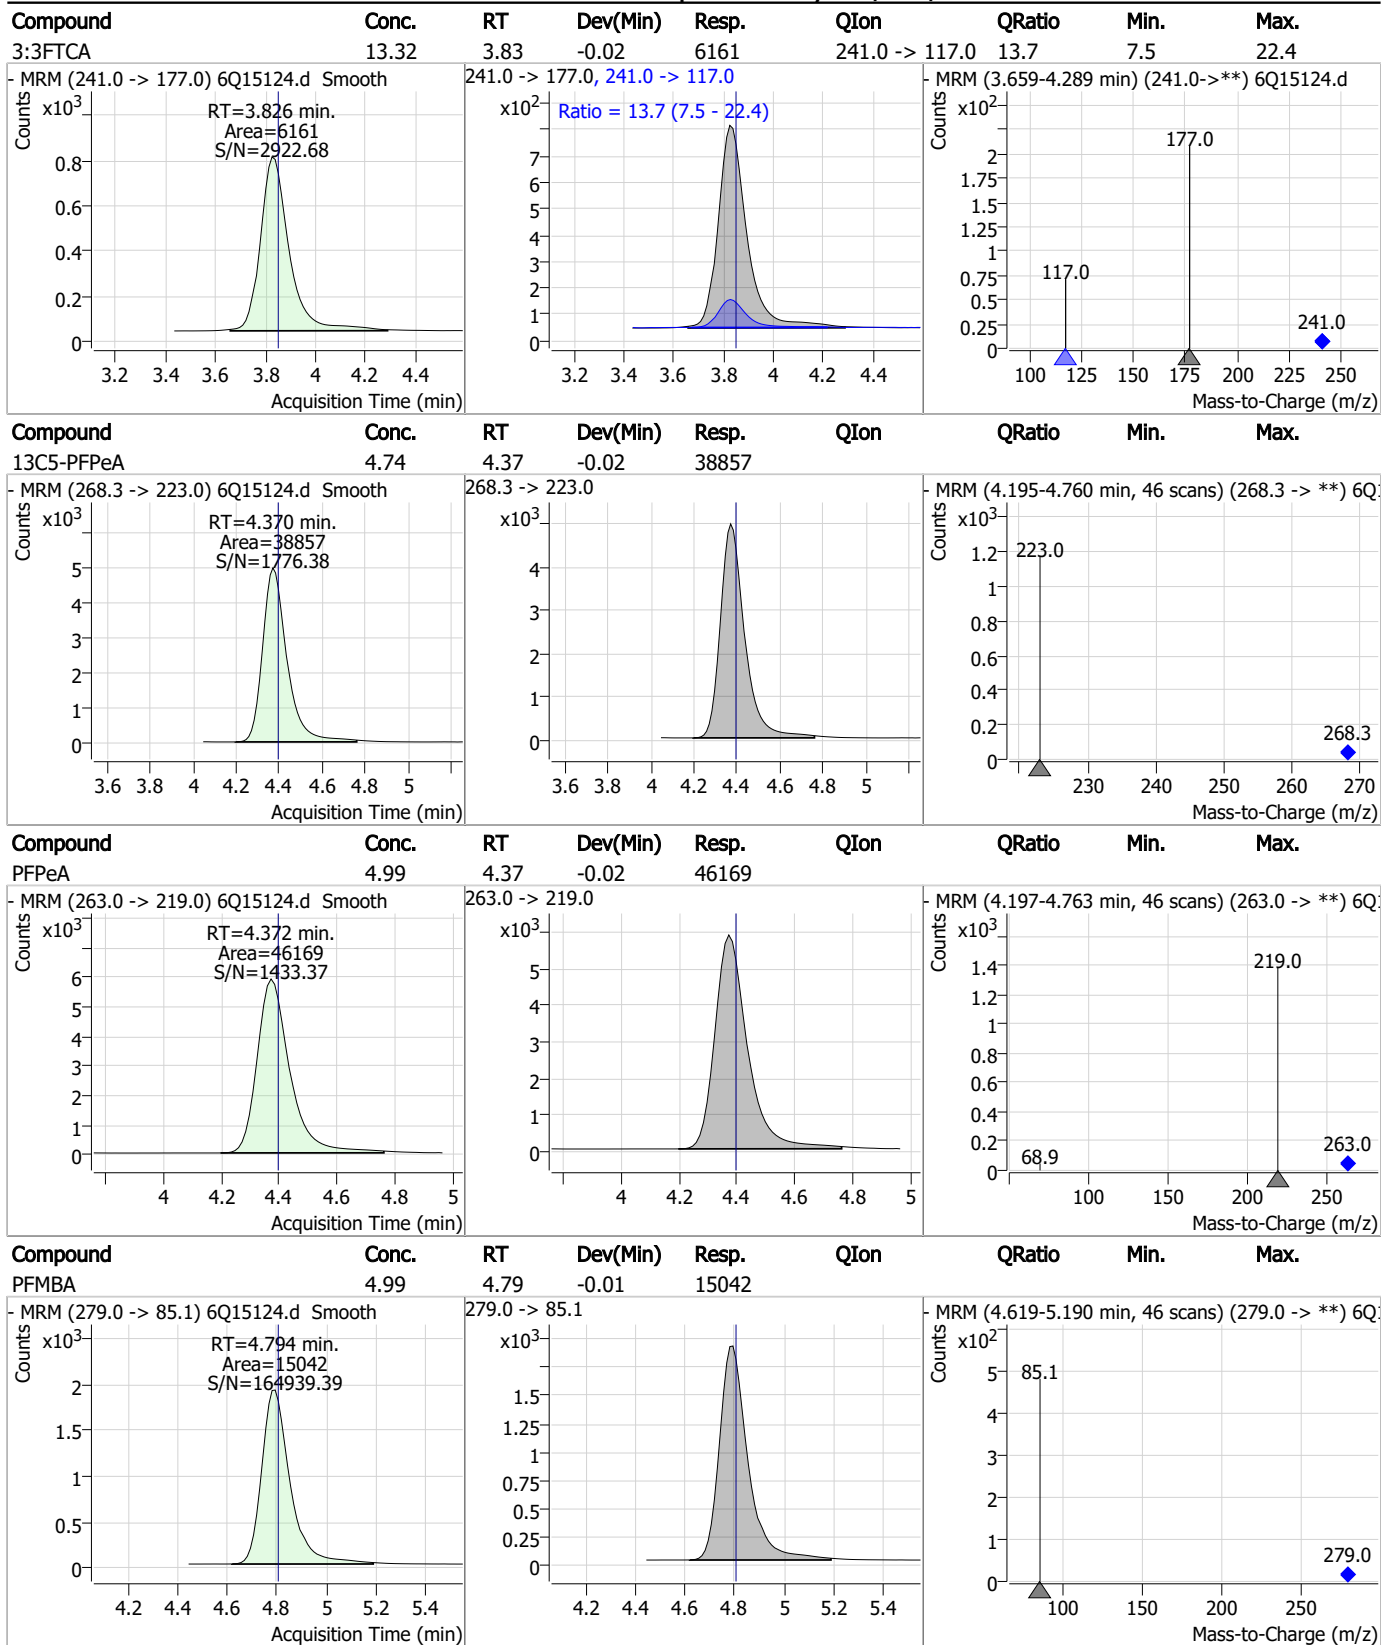 Compound Conc. RT Dev(Min) Resp. QIon QRatio Min. Max.
3:3FTCA 13.32 3.83 -0.02 6161 241.0 -> 117.0 13.7 7.5 22.4
- MRM (241.0 -> 177.0) 6Q15124.d Smooth
Counts
x10^3
RT=3.826 min.
Area=6161
S/N=2922.68
0.8
0.6
0.4
0.2
0
3.2 3.4 3.6 3.8 4 4.2 4.4
Acquisition Time (min)
241.0 -> 177.0, 241.0 -> 117.0
x10^2
Ratio = 13.7 (7.5 - 22.4)
7
6
5
4
3
2
1
0
3.2 3.4 3.6 3.8 4 4.2 4.4
- MRM (3.659-4.289 min) (241.0->**) 6Q15124.d
Counts
x10^2
2
1.75
1.5
1.25
1
0.75
0.5
0.25
0
177.0
117.0
241.0
100 125 150 175 200 225 250
Mass-to-Charge (m/z)
Compound Conc. RT Dev(Min) Resp. QIon QRatio Min. Max.
13C5-PFPeA 4.74 4.37 -0.02 38857
- MRM (268.3 -> 223.0) 6Q15124.d Smooth
Counts
x10^3
RT=4.370 min.
Area=38857
S/N=1776.38
5
4
3
2
1
0
3.6 3.8 4 4.2 4.4 4.6 4.8 5
Acquisition Time (min)
268.3 -> 223.0
x10^3
4
3
2
1
0
3.6 3.8 4 4.2 4.4 4.6 4.8 5
- MRM (4.195-4.760 min, 46 scans) (268.3 -> **) 6Q1
Counts
x10^3
1.2
1
0.8
0.6
0.4
0.2
0
223.0
268.3
230 240 250 260 270
Mass-to-Charge (m/z)
Compound Conc. RT Dev(Min) Resp. QIon QRatio Min. Max.
PFPeA 4.99 4.37 -0.02 46169
- MRM (263.0 -> 219.0) 6Q15124.d Smooth
Counts
x10^3
RT=4.372 min.
Area=46169
S/N=1433.37
6
5
4
3
2
1
0
4 4.2 4.4 4.6 4.8 5
Acquisition Time (min)
263.0 -> 219.0
x10^3
5
4
3
2
1
0
4 4.2 4.4 4.6 4.8 5
- MRM (4.197-4.763 min, 46 scans) (263.0 -> **) 6Q1
Counts
x10^3
1.4
1.2
1
0.8
0.6
0.4
0.2
0
219.0
68.9
263.0
100 150 200 250
Mass-to-Charge (m/z)
Compound Conc. RT Dev(Min) Resp. QIon QRatio Min. Max.
PFMBA 4.99 4.79 -0.01 15042
- MRM (279.0 -> 85.1) 6Q15124.d Smooth
Counts
x10^3
RT=4.794 min.
Area=15042
S/N=164939.39
2
1.5
1
0.5
0
4.2 4.4 4.6 4.8 5 5.2 5.4
Acquisition Time (min)
279.0 -> 85.1
x10^3
1.5
1.25
1
0.75
0.5
0.25
0
4.2 4.4 4.6 4.8 5 5.2 5.4
- MRM (4.619-5.190 min, 46 scans) (279.0 -> **) 6Q1
Counts
x10^2
5
4
3
2
1
0
85.1
279.0
100 150 200 250
Mass-to-Charge (m/z)